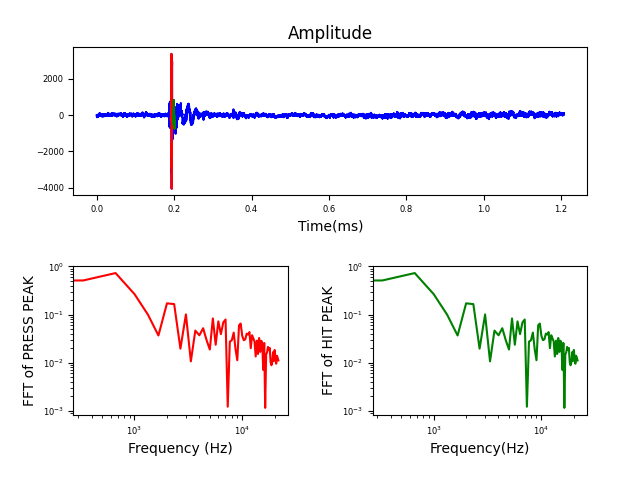 Amplitude
2000
0
−2000
−4000
0.0 0.2 0.4 0.6 0.8 1.0 1.2
Time(ms)
FFT of PRESS PEAK
10⁰
10⁻¹
10⁻²
10⁻³
10³ 10⁴
Frequency (Hz)
FFT of HIT PEAK
10⁰
10⁻¹
10⁻²
10⁻³
10³ 10⁴
Frequency(Hz)